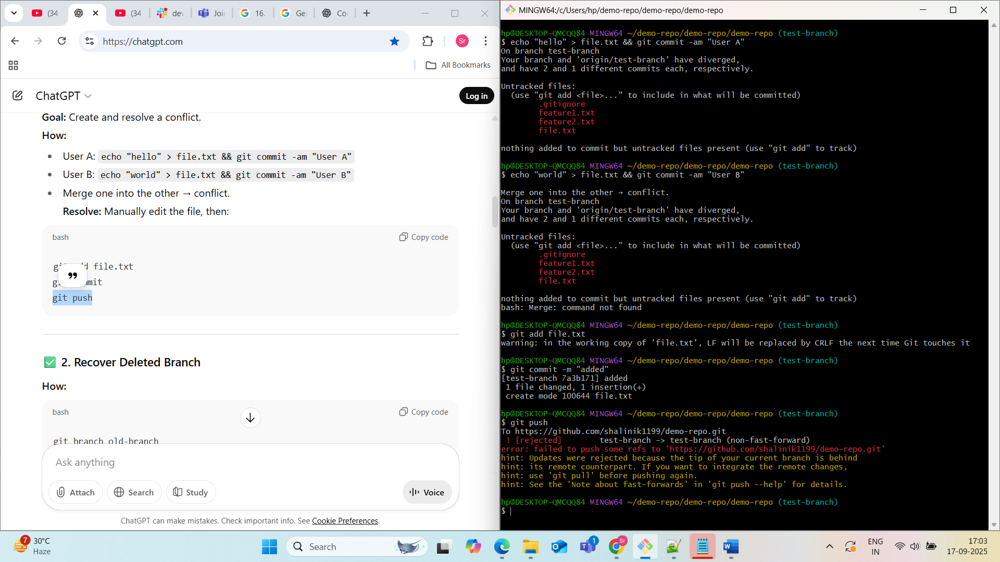 (34
(34
dev
Join
16.
Ge
Co
https://chatgpt.com
Sr
All Bookmarks
ChatGPT
Log in
Goal: Create and resolve a conflict.
How:
User A: echo "hello" > file.txt && git commit -am "User A"
User B: echo "world" > file.txt && git commit -am "User B"
Merge one into the other → conflict.
Resolve: Manually edit the file, then:
bash
Copy code
file.txt
git push
✅ 2. Recover Deleted Branch
How:
bash
Copy code
git branch old-branch
Ask anything
Attach
Search
Study
Voice
ChatGPT can make mistakes. Check important info. See Cookie Preferences.
MINGW64:/c/Users/hp/demo-repo/demo-repo/demo-repo
hp@DESKTOP-QMCQQ84 MINGW64 ~/demo-repo/demo-repo/demo-repo (test-branch)
$ echo "hello" > file.txt && git commit -am "User A"
On branch test-branch
Your branch and 'origin/test-branch' have diverged,
and have 2 and 1 different commits each, respectively.
Untracked files:
(use "git add <file>..." to include in what will be committed)
.gitignore
feature1.txt
feature2.txt
file.txt
nothing added to commit but untracked files present (use "git add" to track)
hp@DESKTOP-QMCQQ84 MINGW64 ~/demo-repo/demo-repo/demo-repo (test-branch)
$ echo "world" > file.txt && git commit -am "User B"
Merge one into the other → conflict.
On branch test-branch
Your branch and 'origin/test-branch' have diverged,
and have 2 and 1 different commits each, respectively.
Untracked files:
(use "git add <file>..." to include in what will be committed)
.gitignore
feature1.txt
feature2.txt
file.txt
nothing added to commit but untracked files present (use "git add" to track)
bash: Merge: command not found
hp@DESKTOP-QMCQQ84 MINGW64 ~/demo-repo/demo-repo/demo-repo (test-branch)
$ git add file.txt
warning: in the working copy of 'file.txt', LF will be replaced by CRLF the next time Git touches it
hp@DESKTOP-QMCQQ84 MINGW64 ~/demo-repo/demo-repo/demo-repo (test-branch)
$ git commit -m "added"
[test-branch 7a3b171] added
1 file changed, 1 insertion(+)
create mode 100644 file.txt
hp@DESKTOP-QMCQQ84 MINGW64 ~/demo-repo/demo-repo/demo-repo (test-branch)
$ git push
To https://github.com/shalinik1199/demo-repo.git
! [rejected] test-branch -> test-branch (non-fast-forward)
error: failed to push some refs to 'https://github.com/shalinik1199/demo-repo.git'
hint: Updates were rejected because the tip of your current branch is behind
hint: its remote counterpart. If you want to integrate the remote changes,
hint: use 'git pull' before pushing again.
hint: See the 'Note about fast-forwards' in 'git push --help' for details.
hp@DESKTOP-QMCQQ84 MINGW64 ~/demo-repo/demo-repo/demo-repo (test-branch)
$
7
30°C
Haze
Search
1
Sr
ENG
IN
17:03
17-09-2025